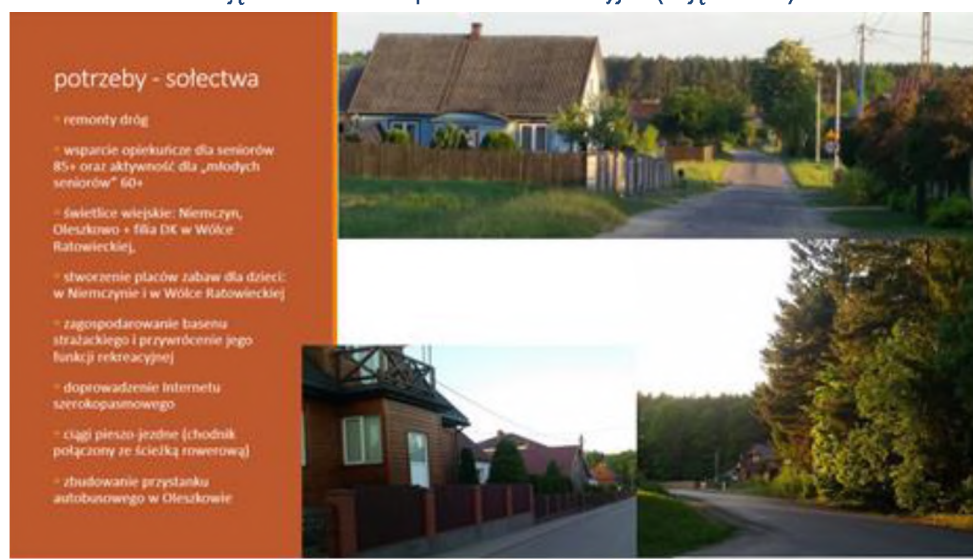 potrzeby - sołectwa
remonty dróg
wsparcie opiekuńcze dla seniorów
85+ oraz aktywność dla „młodych
seniorów” 60+
świetlice wiejskie: Niemczyn,
Oleszkowo + filia DK w Wólce
Ratowieckiej,
stworzenie placów zabaw dla dzieci:
w Niemczynie i w Wólce Ratowieckiej
zagospodarowanie basenu
strażackiego i przywrócenie jego
funkcji rekreacyjnej
doprowadzenie Internetu
szerokopasmowego
ciągi pieszo-jezdne (chodnik
połączony ze ścieżką rowerową)
zbudowanie przystanku
autobusowego w Oleszkowie